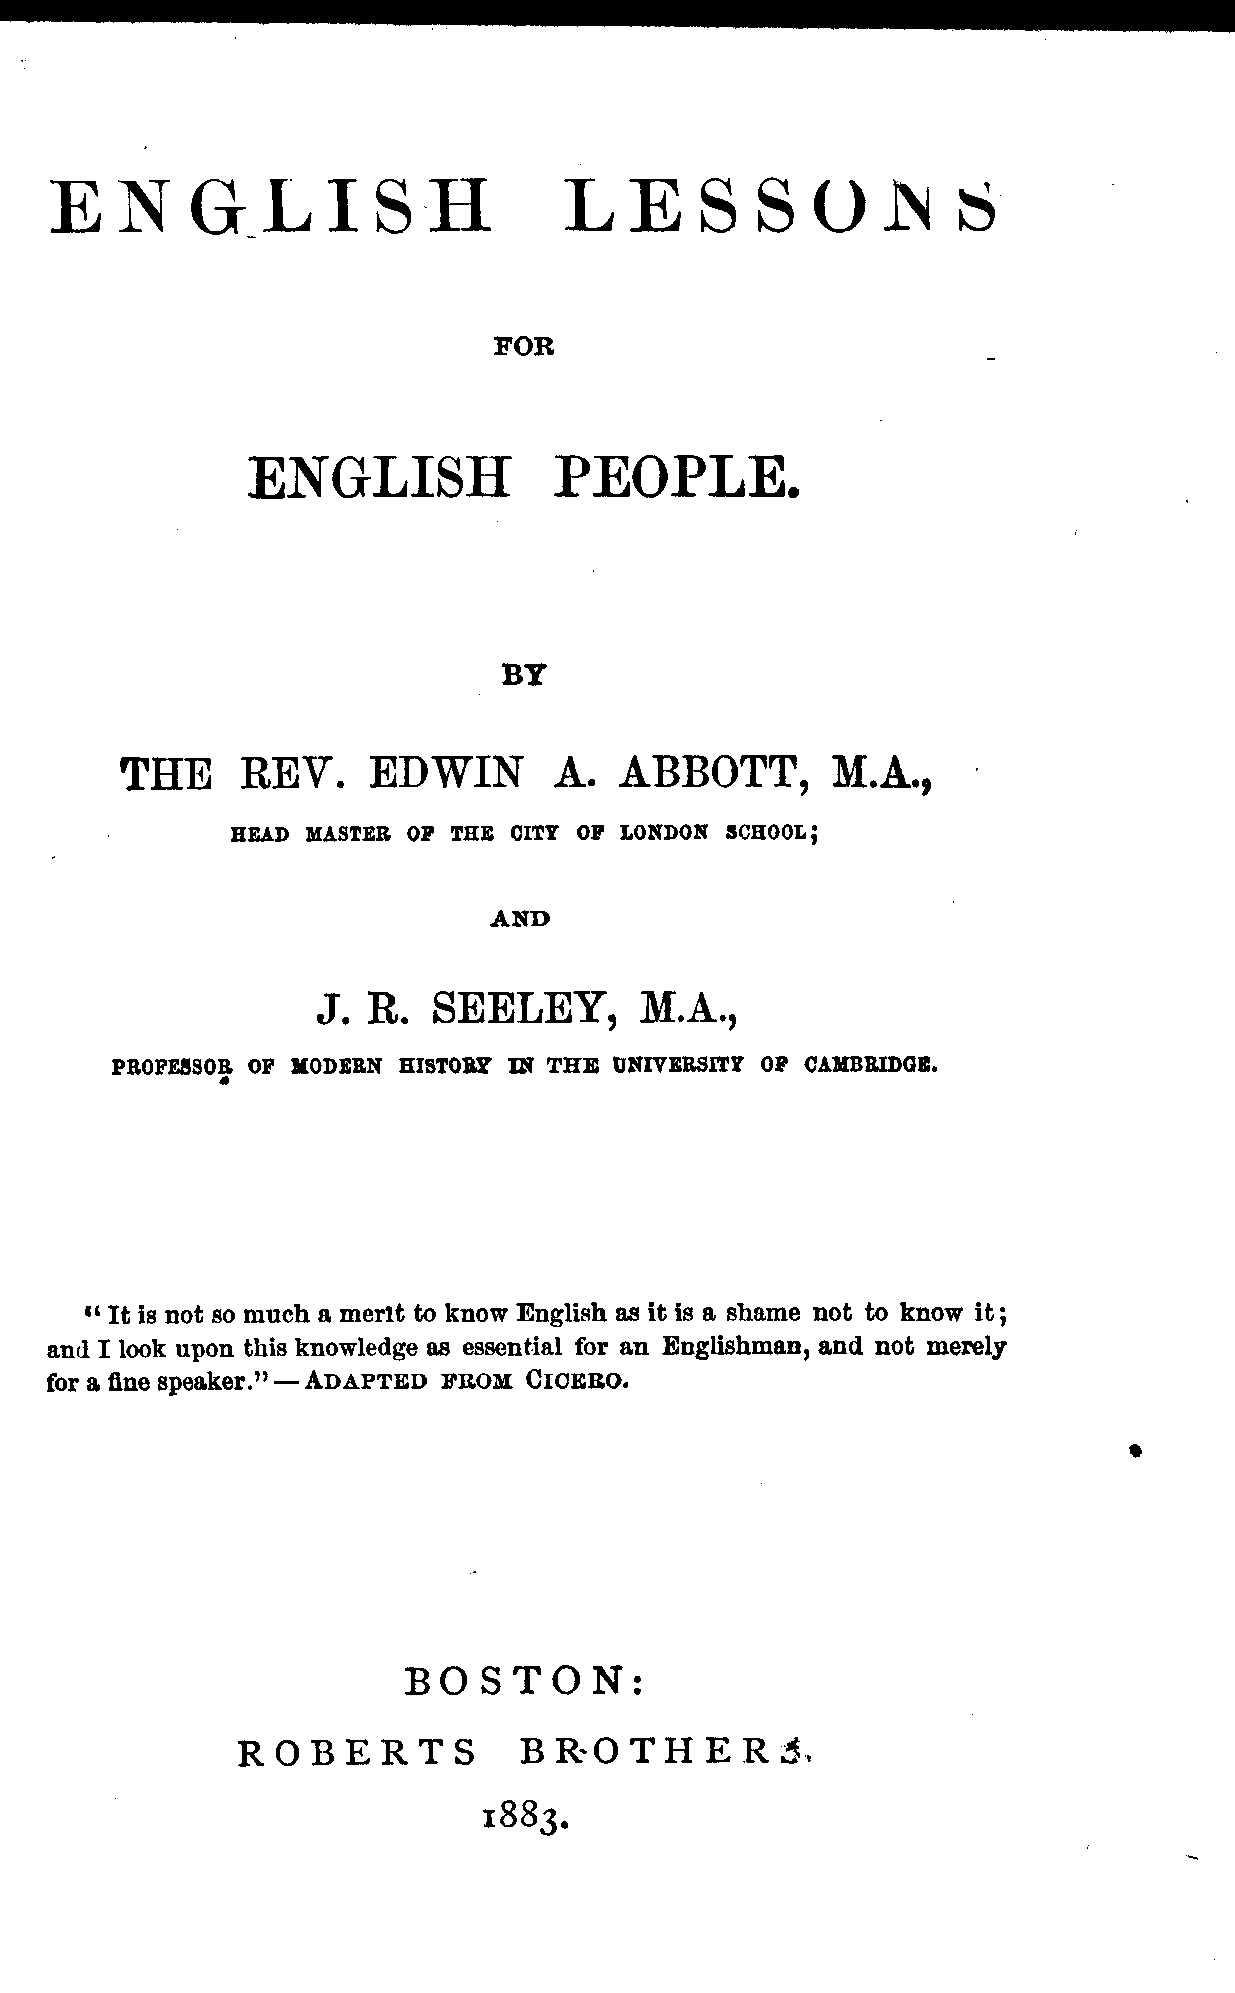 ENGLISH LESSONS
FOR
ENGLISH PEOPLE.
BY
THE REV. EDWIN A. ABBOTT, M.A.,
HEAD MASTER OF THE CITY OF LONDON SCHOOL;
AND
J. R. SEELEY, M.A.,
PROFESSOR OF MODERN HISTORY IN THE UNIVERSITY OF CAMBRIDGE.
"It is not so much a merit to know English as it is a shame not to know it;
and I look upon this knowledge as essential for an Englishman, and not merely
for a fine speaker."—ADAPTED FROM CICERO.
BOSTON:
ROBERTS BROTHERS.
1883.